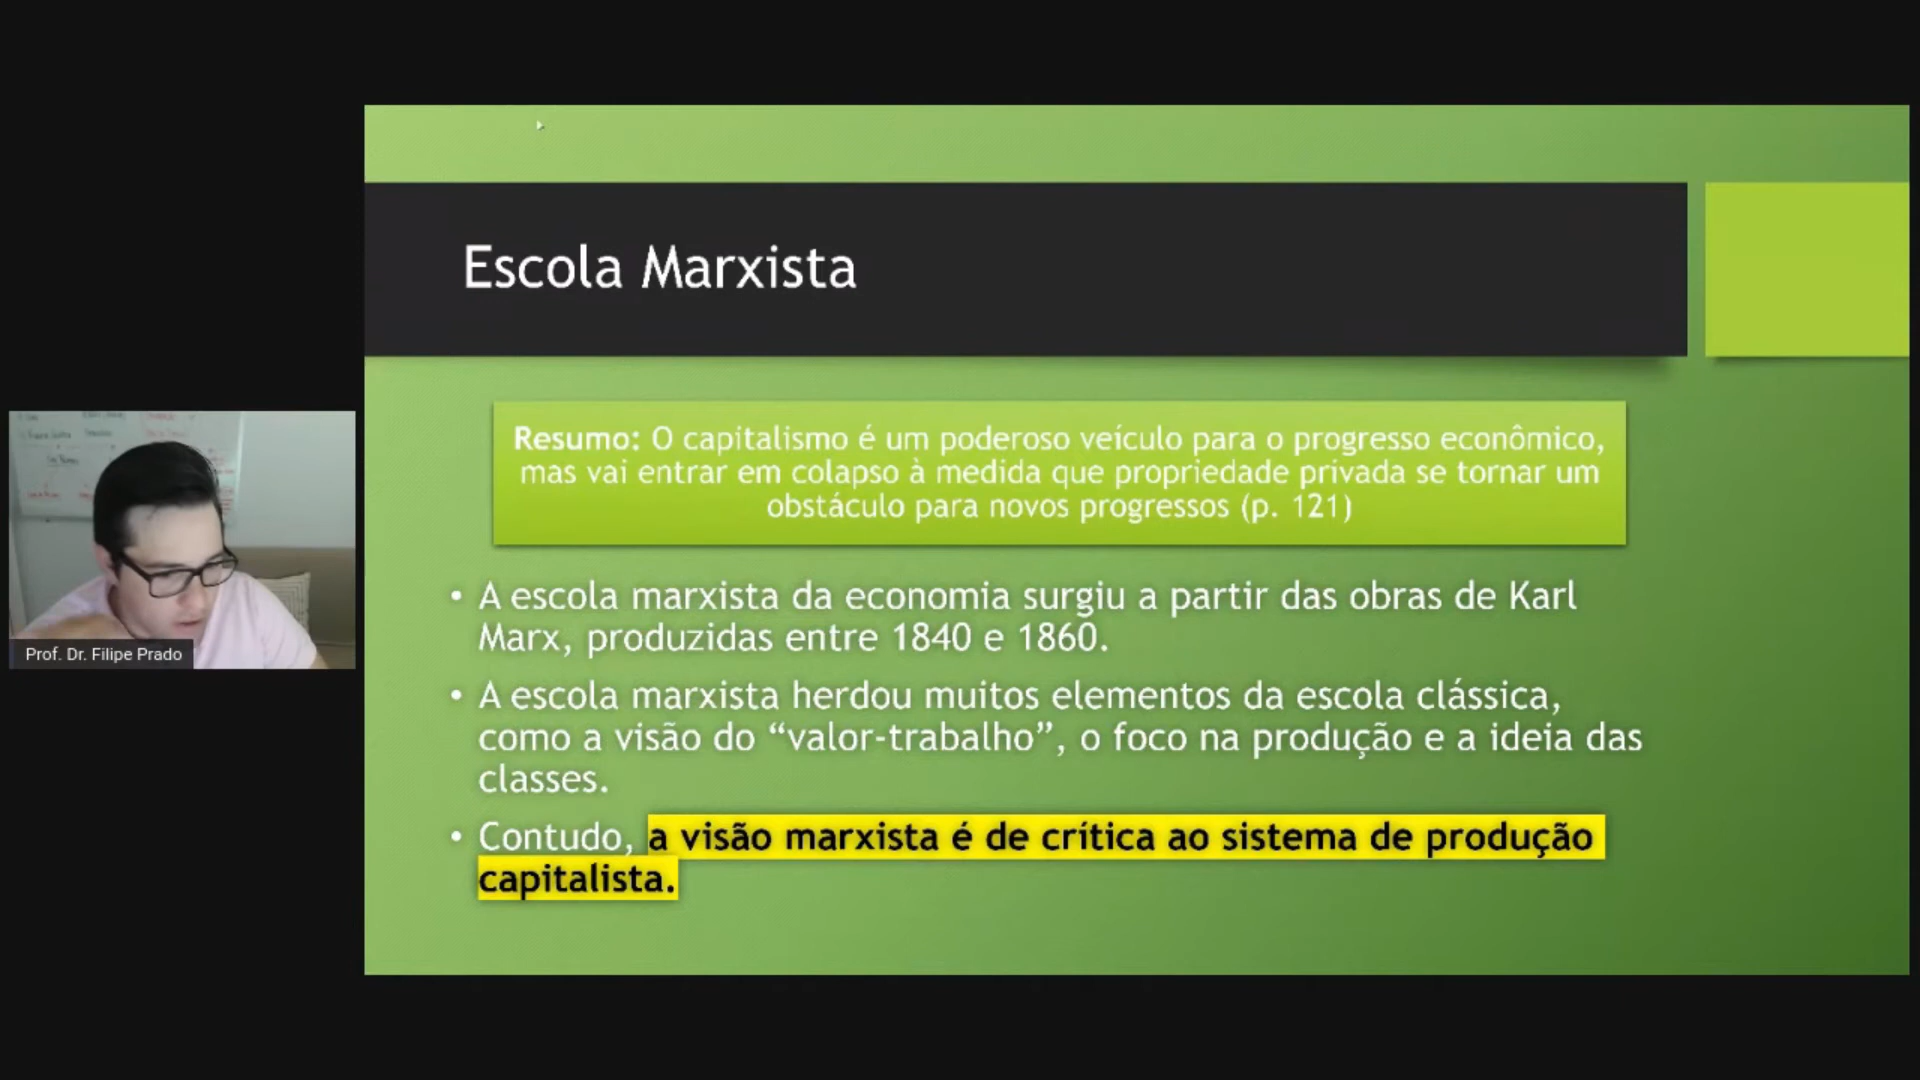 Escola Marxista
Resumo: O capitalismo é um poderoso veículo para o progresso econômico,
mas vai entrar em colapso à medida que propriedade privada se tornar um
obstáculo para novos progressos (p. 121)
• A escola marxista da economia surgiu a partir das obras de Karl
Marx, produzidas entre 1840 e 1860.
• A escola marxista herdou muitos elementos da escola clássica,
como a visão do “valor-trabalho”, o foco na produção e a ideia das
classes.
• Contudo, a visão marxista é de crítica ao sistema de produção
capitalista.
Prof. Dr. Filipe Prado